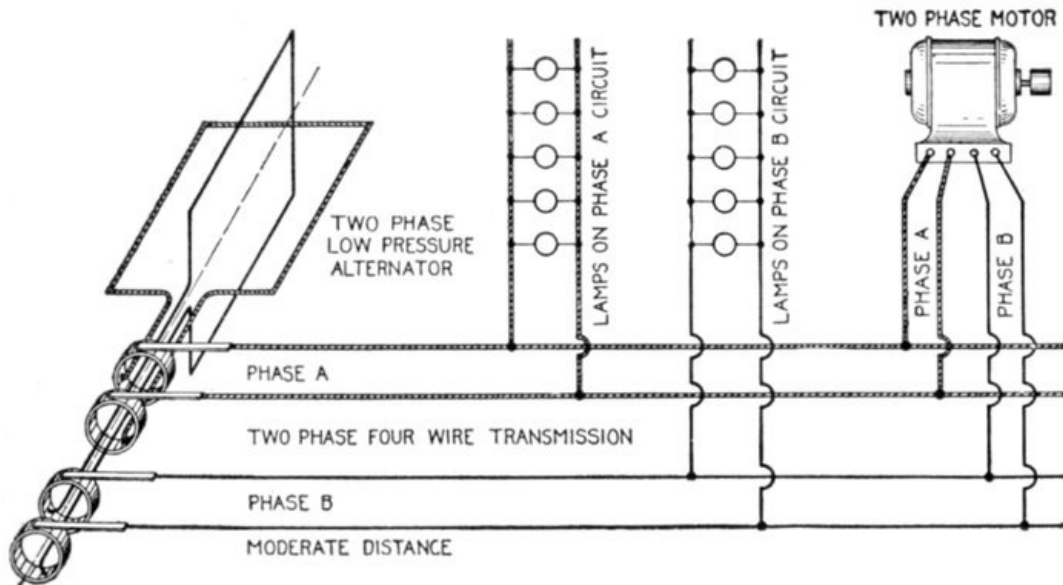 TWO PHASE MOTOR
LAMPS ON PHASE A CIRCUIT
LAMPS ON PHASE B CIRCUIT
TWO PHASE
LOW PRESSURE
ALTERNATOR
PHASE A
PHASE B
PHASE A
TWO PHASE FOUR WIRE TRANSMISSION
PHASE B
MODERATE DISTANCE